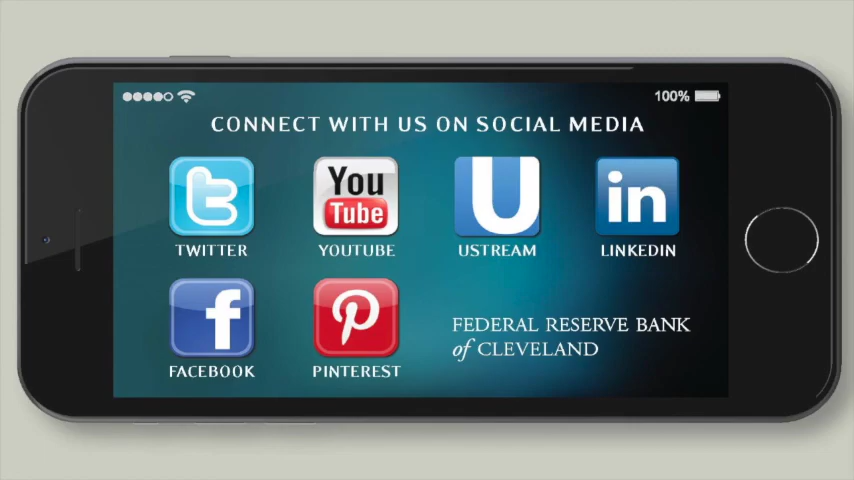 100%
CONNECT WITH US ON SOCIAL MEDIA
t
You
Tube
U
in
TWITTER
YOUTUBE
USTREAM
LINKEDIN
f
P
FACEBOOK
PINTEREST
FEDERAL RESERVE BANK
of CLEVELAND